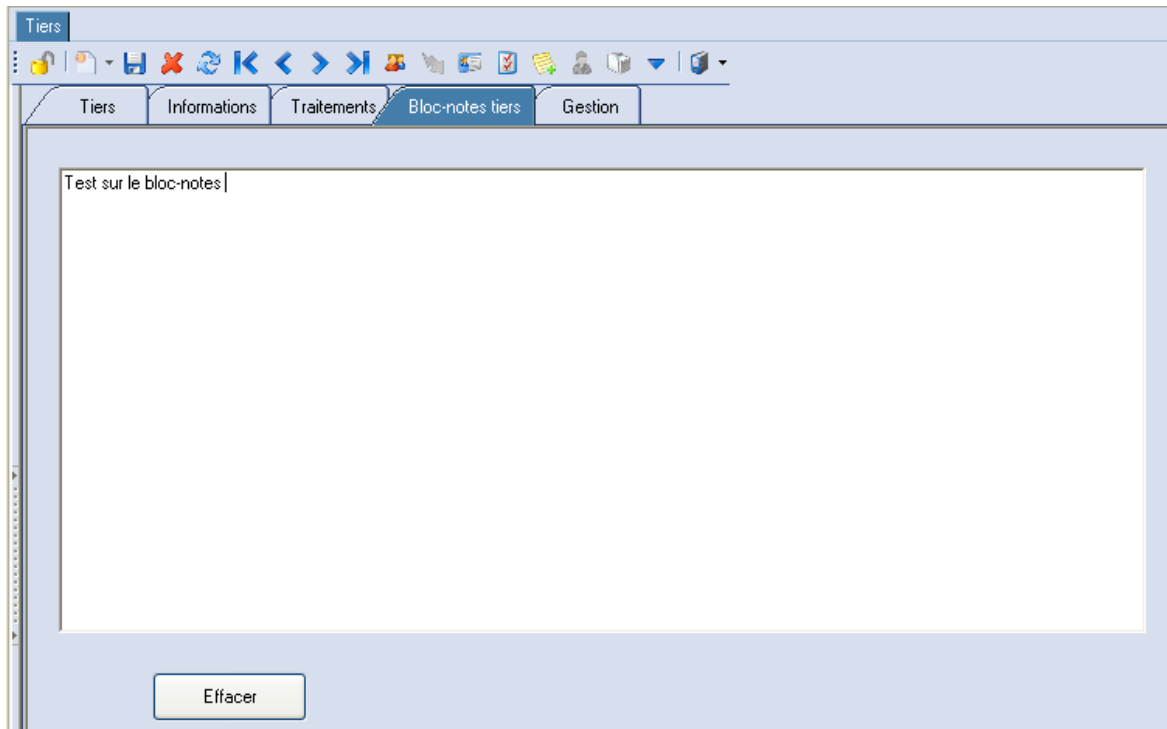 Tiers
Tiers Informations Traitements Bloc-notes tiers Gestion
Test sur le bloc-notes
Effacer